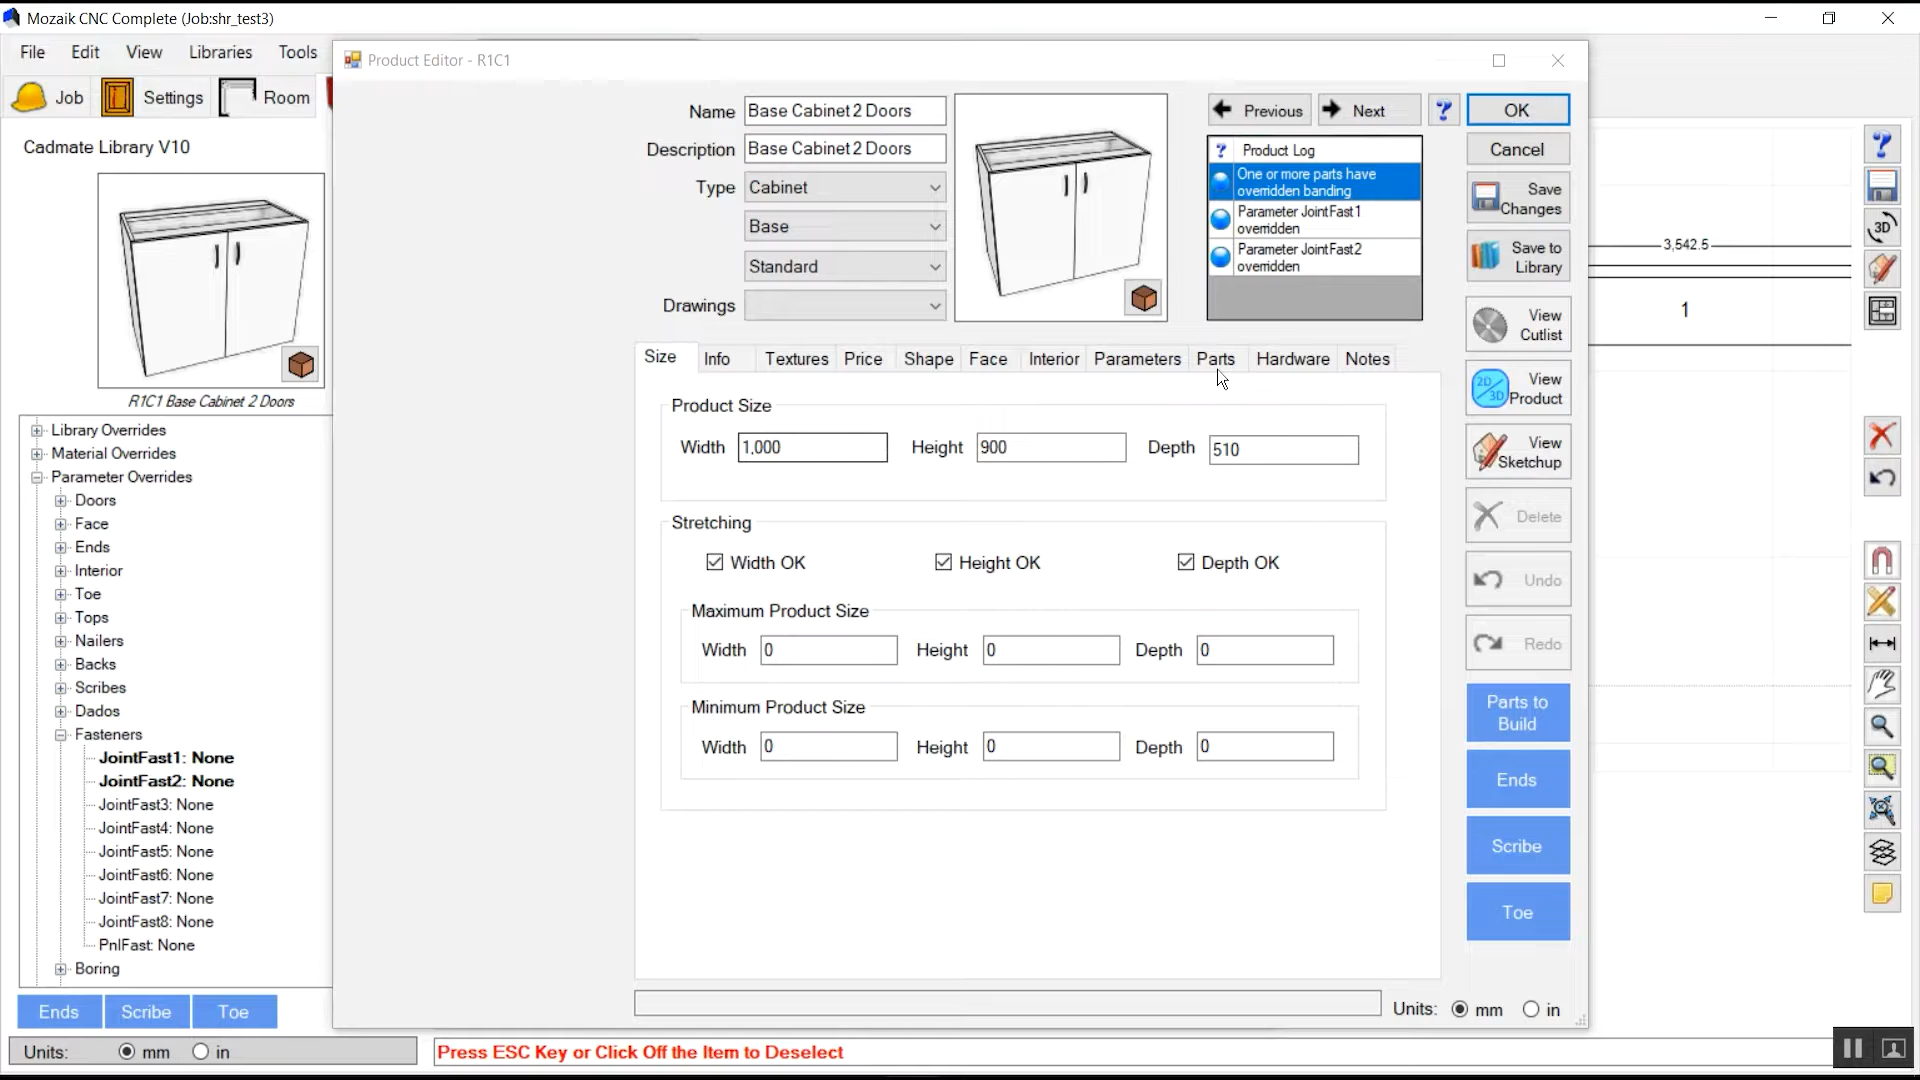 Mozaik CNC Complete (Job:shr_test3)
File Edit View Libraries Tools
Product Editor - R1C1
Job Settings Room
Cadmate Library V10
R1C1 Base Cabinet 2 Doors
Library Overrides
Material Overrides
Parameter Overrides
Doors
Face
Ends
Interior
Toe
Tops
Nailers
Backs
Scribes
Dados
Fasteners
JointFast1: None
JointFast2: None
JointFast3: None
JointFast4: None
JointFast5: None
JointFast6: None
JointFast7: None
JointFast8: None
PnlFast: None
Boring
Ends Scribe Toe
Units: mm in
Name Base Cabinet 2 Doors
Description Base Cabinet 2 Doors
Type Cabinet
Base
Standard
Drawings
Previous Next ?
? Product Log
One or more parts have
overridden banding
Parameter JointFast1
overridden
Parameter JointFast2
overridden
Size Info Textures Price Shape Face Interior Parameters Parts Hardware Notes
Product Size
Width 1,000 Height 900 Depth 510
Stretching
Width OK Height OK Depth OK
Maximum Product Size
Width 0 Height 0 Depth 0
Minimum Product Size
Width 0 Height 0 Depth 0
Units: mm in
OK
Cancel
Save
Changes
Save to
Library
View
Cutlist
2D/3D View
Product
View
Sketchup
Delete
Undo
Redo
Parts to
Build
Ends
Scribe
Toe
3,542.5
1
?
3D
Press ESC Key or Click Off the Item to Deselect